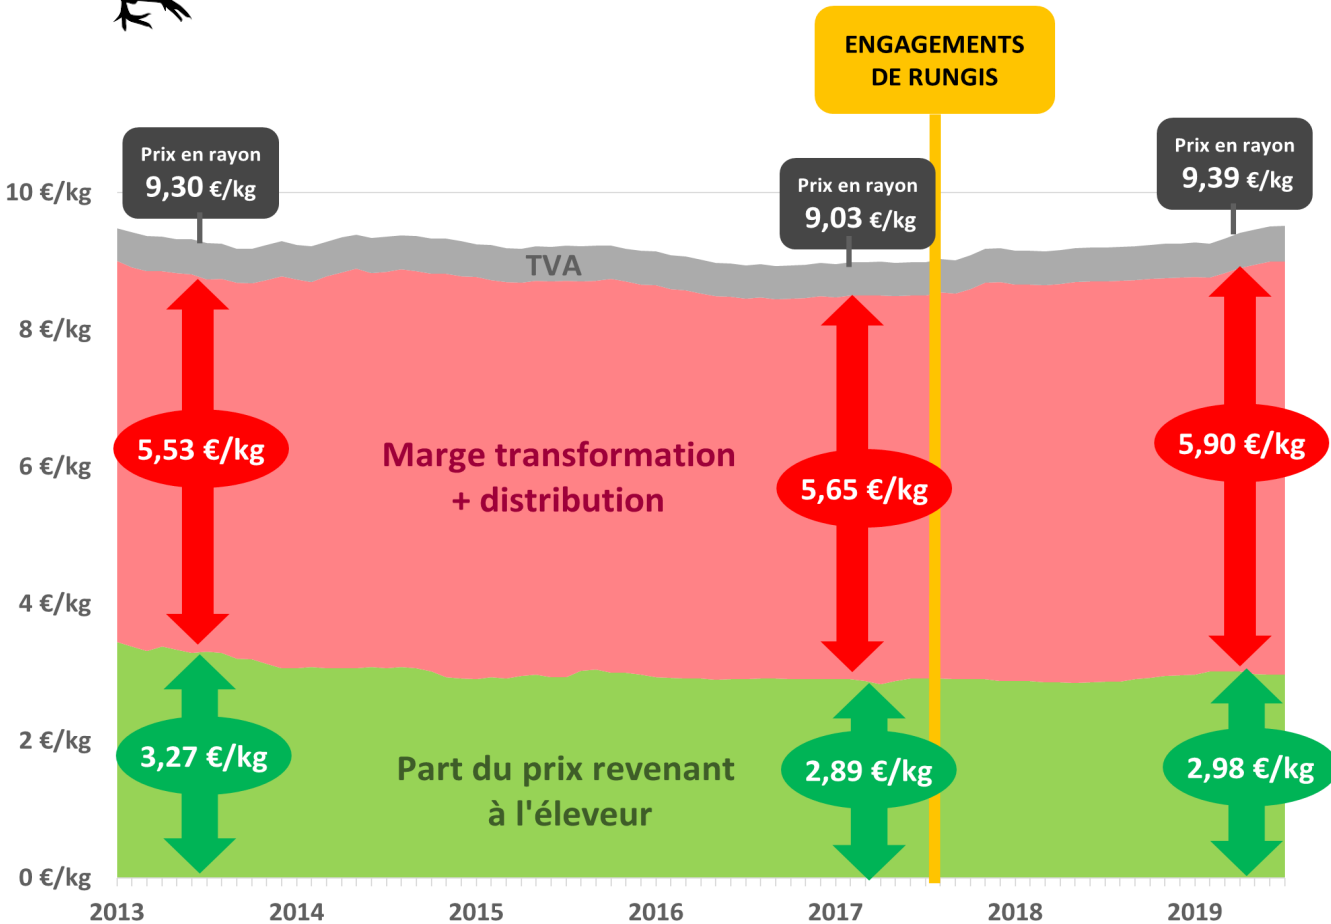 ENGAGEMENTS
DE RUNGIS
Prix en rayon
9,30 €/kg
Prix en rayon
9,03 €/kg
Prix en rayon
9,39 €/kg
10 €/kg
8 €/kg
6 €/kg
4 €/kg
2 €/kg
0 €/kg
TVA
5,53 €/kg
Marge transformation
+ distribution
5,65 €/kg
5,90 €/kg
3,27 €/kg
Part du prix revenant
à l'éleveur
2,89 €/kg
2,98 €/kg
2013
2014
2015
2016
2017
2018
2019